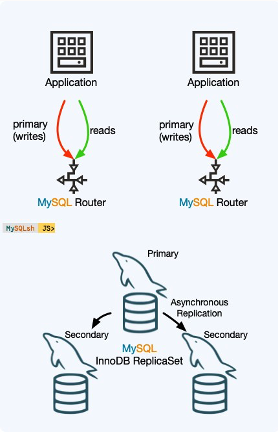 Application
Application
primary
(writes)
reads
primary
(writes)
reads
MySQL Router
MySQL Router
MySQLsh JS>
Primary
Asynchronous
Replication
Secondary
Secondary
MySQL
InnoDB ReplicaSet